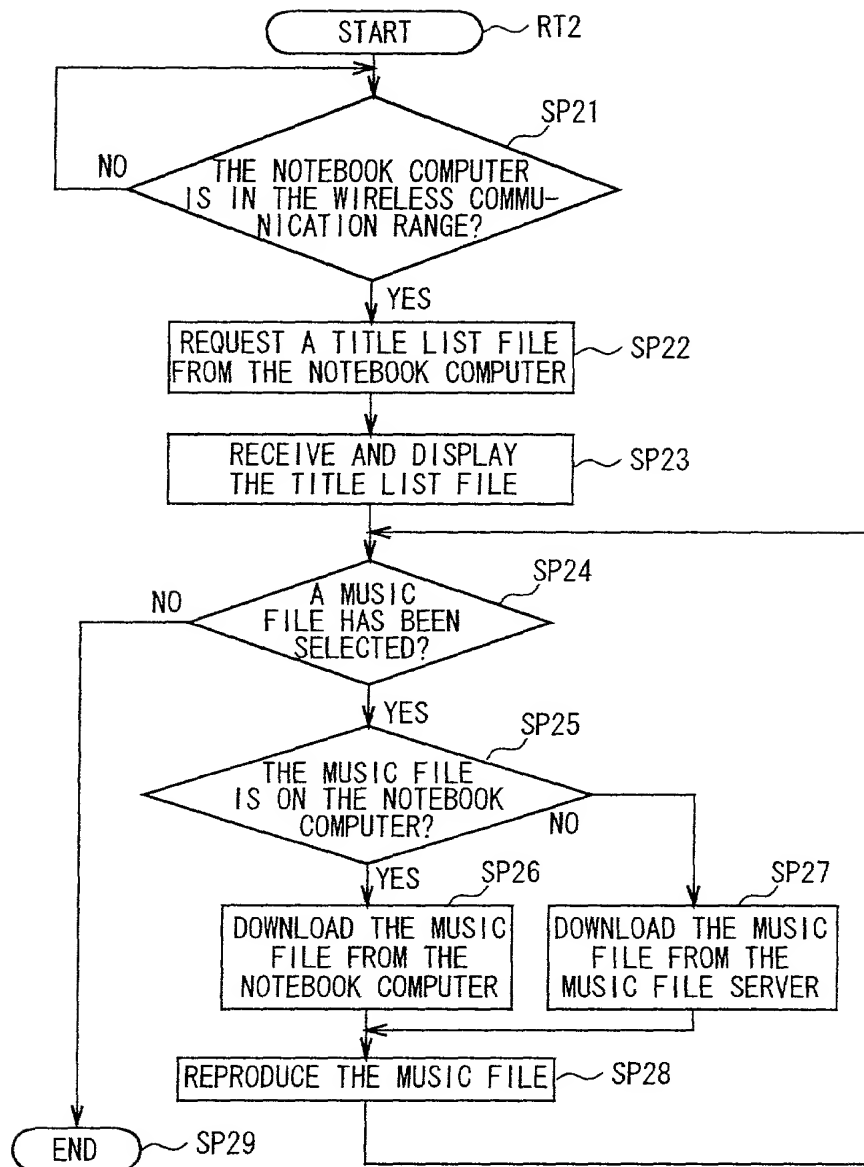 START
RT2
SP21
NO
THE NOTEBOOK COMPUTER
IS IN THE WIRELESS COMMU-
NICATION RANGE?
YES
REQUEST A TITLE LIST FILE
FROM THE NOTEBOOK COMPUTER
SP22
RECEIVE AND DISPLAY
THE TITLE LIST FILE
SP23
SP24
NO
A MUSIC
FILE HAS BEEN
SELECTED?
YES
SP25
THE MUSIC FILE
IS ON THE NOTEBOOK
COMPUTER?
NO
YES
SP26
SP27
DOWNLOAD THE MUSIC
FILE FROM THE
NOTEBOOK COMPUTER
DOWNLOAD THE MUSIC
FILE FROM THE
MUSIC FILE SERVER
REPRODUCE THE MUSIC FILE
SP28
END
SP29